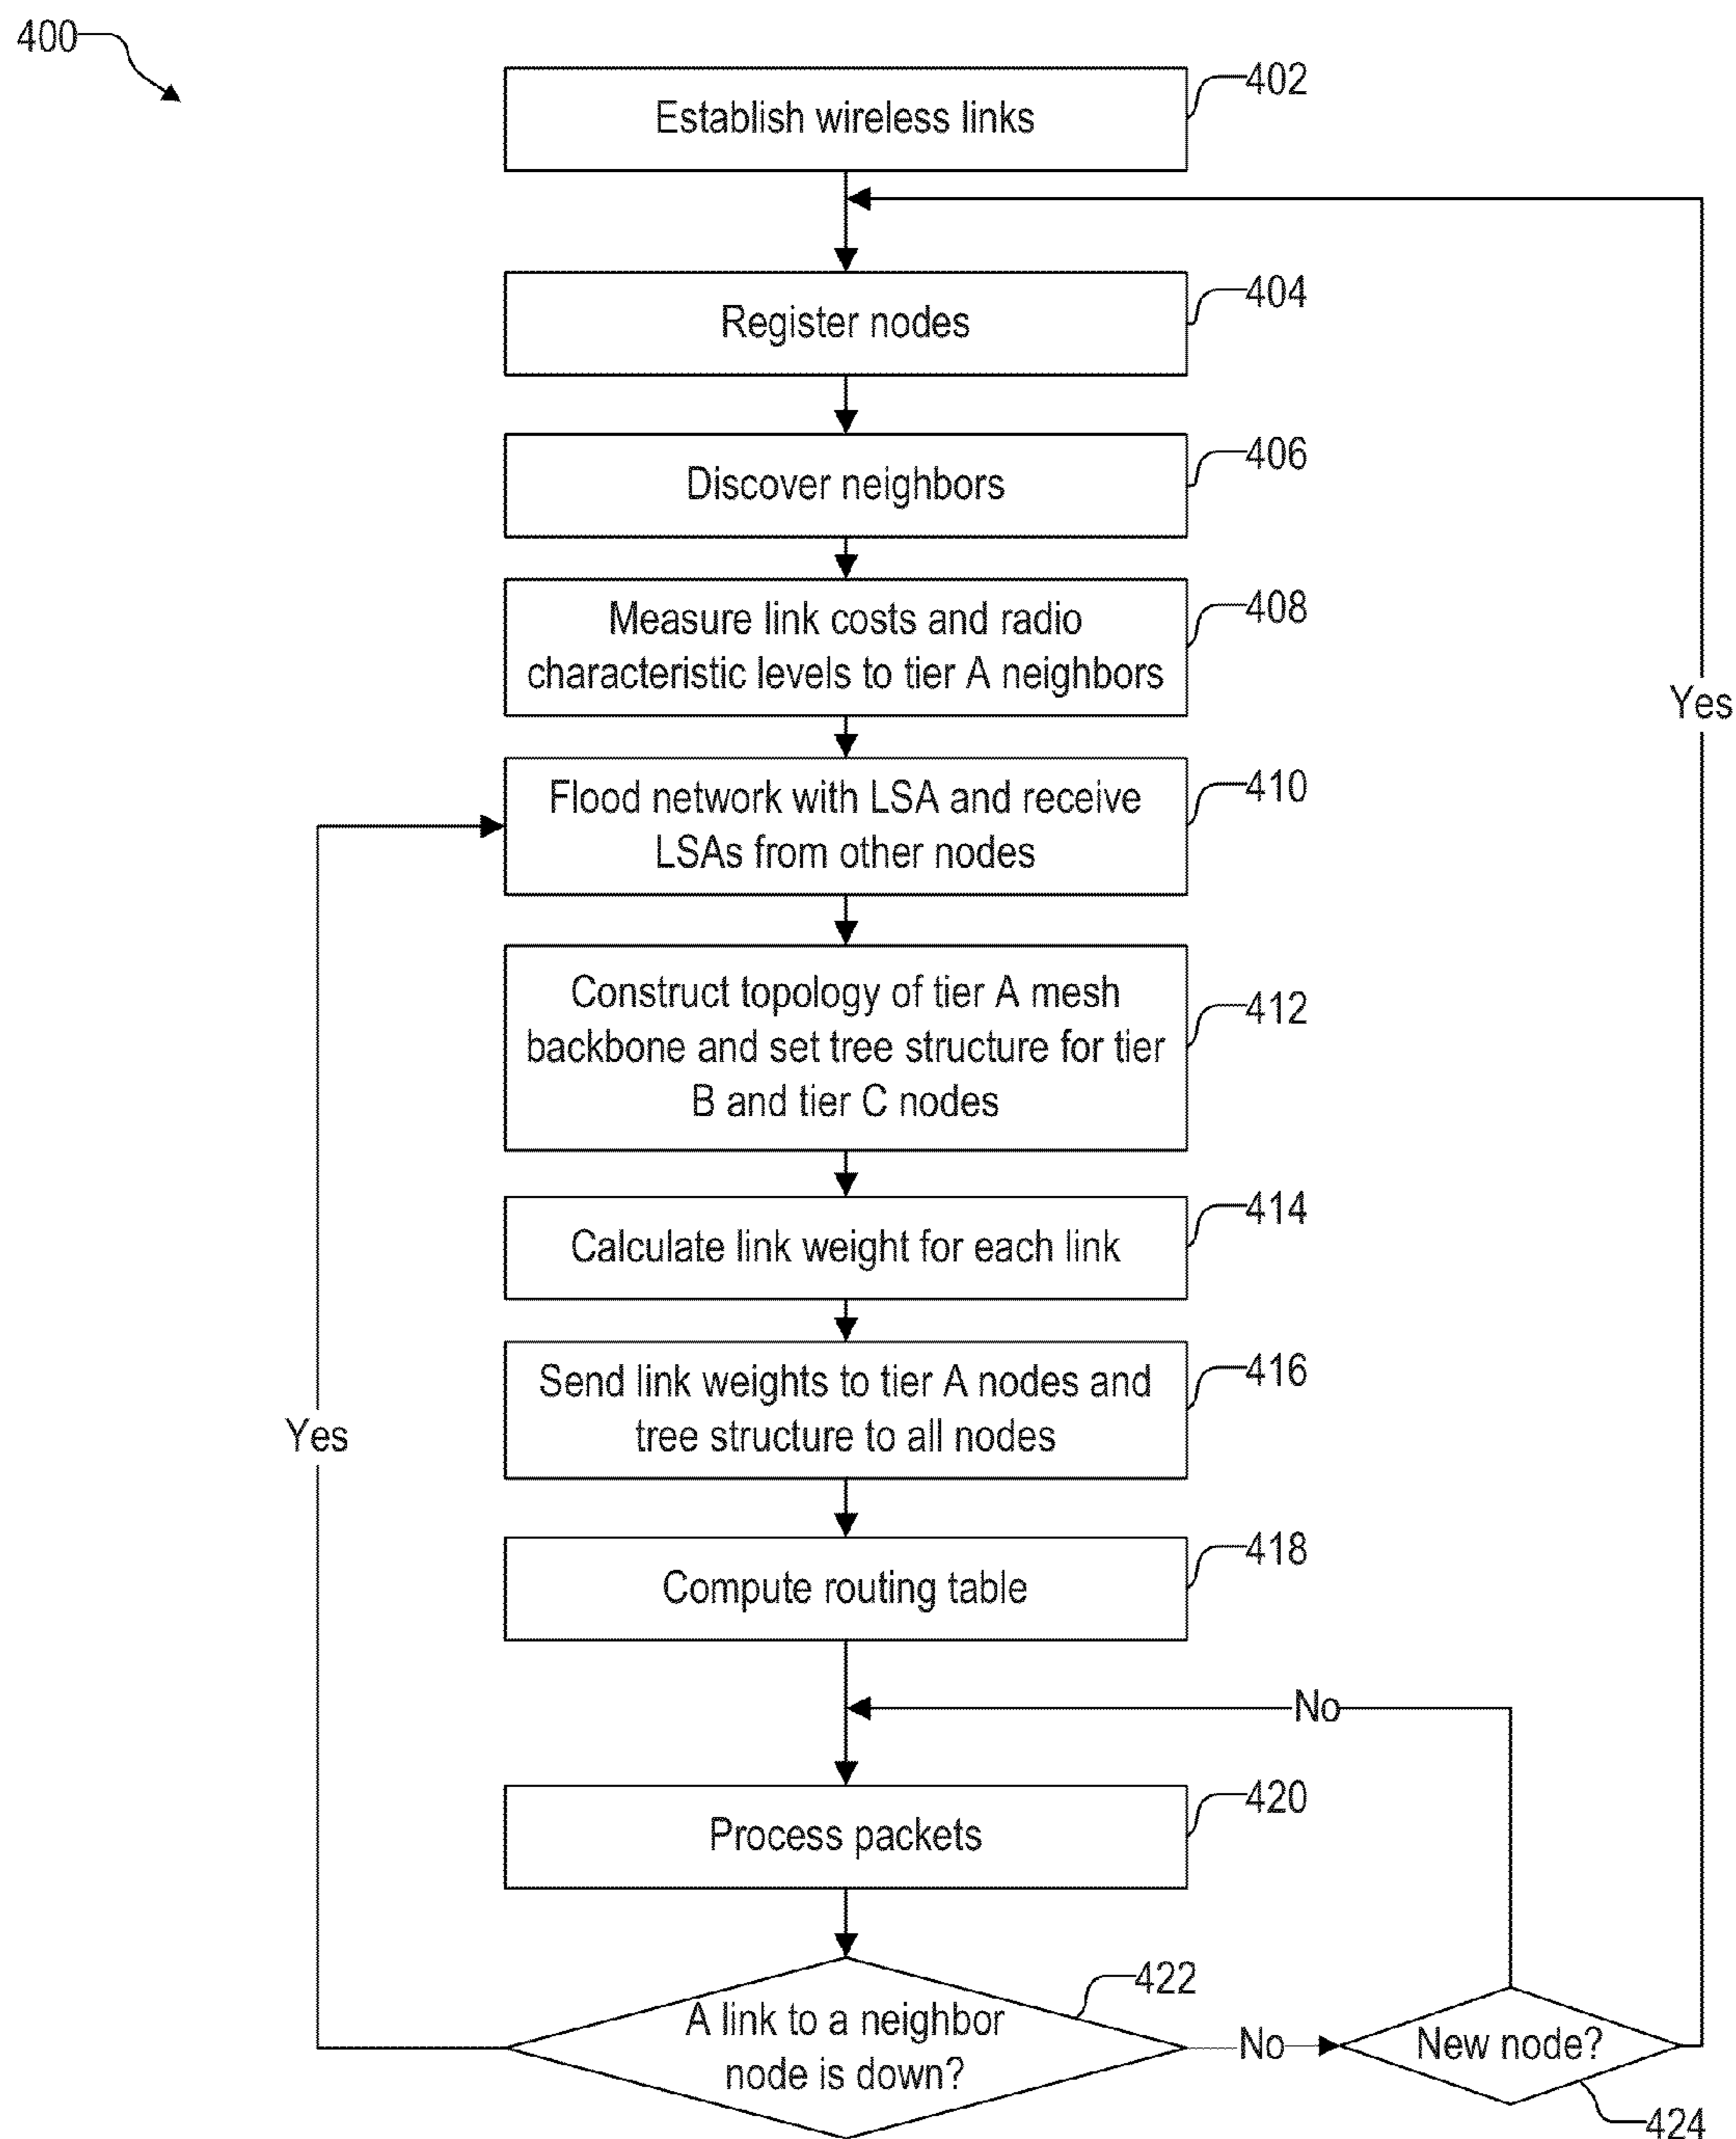 400
402
Establish wireless links
404
Register nodes
406
Discover neighbors
408
Measure link costs and radio
characteristic levels to tier A neighbors
Yes
410
Flood network with LSA and receive
LSAs from other nodes
412
Construct topology of tier A mesh
backbone and set tree structure for tier
B and tier C nodes
414
Calculate link weight for each link
416
Send link weights to tier A nodes and
tree structure to all nodes
Yes
418
Compute routing table
No
420
Process packets
422
A link to a neighbor
node is down?
No
New node?
424